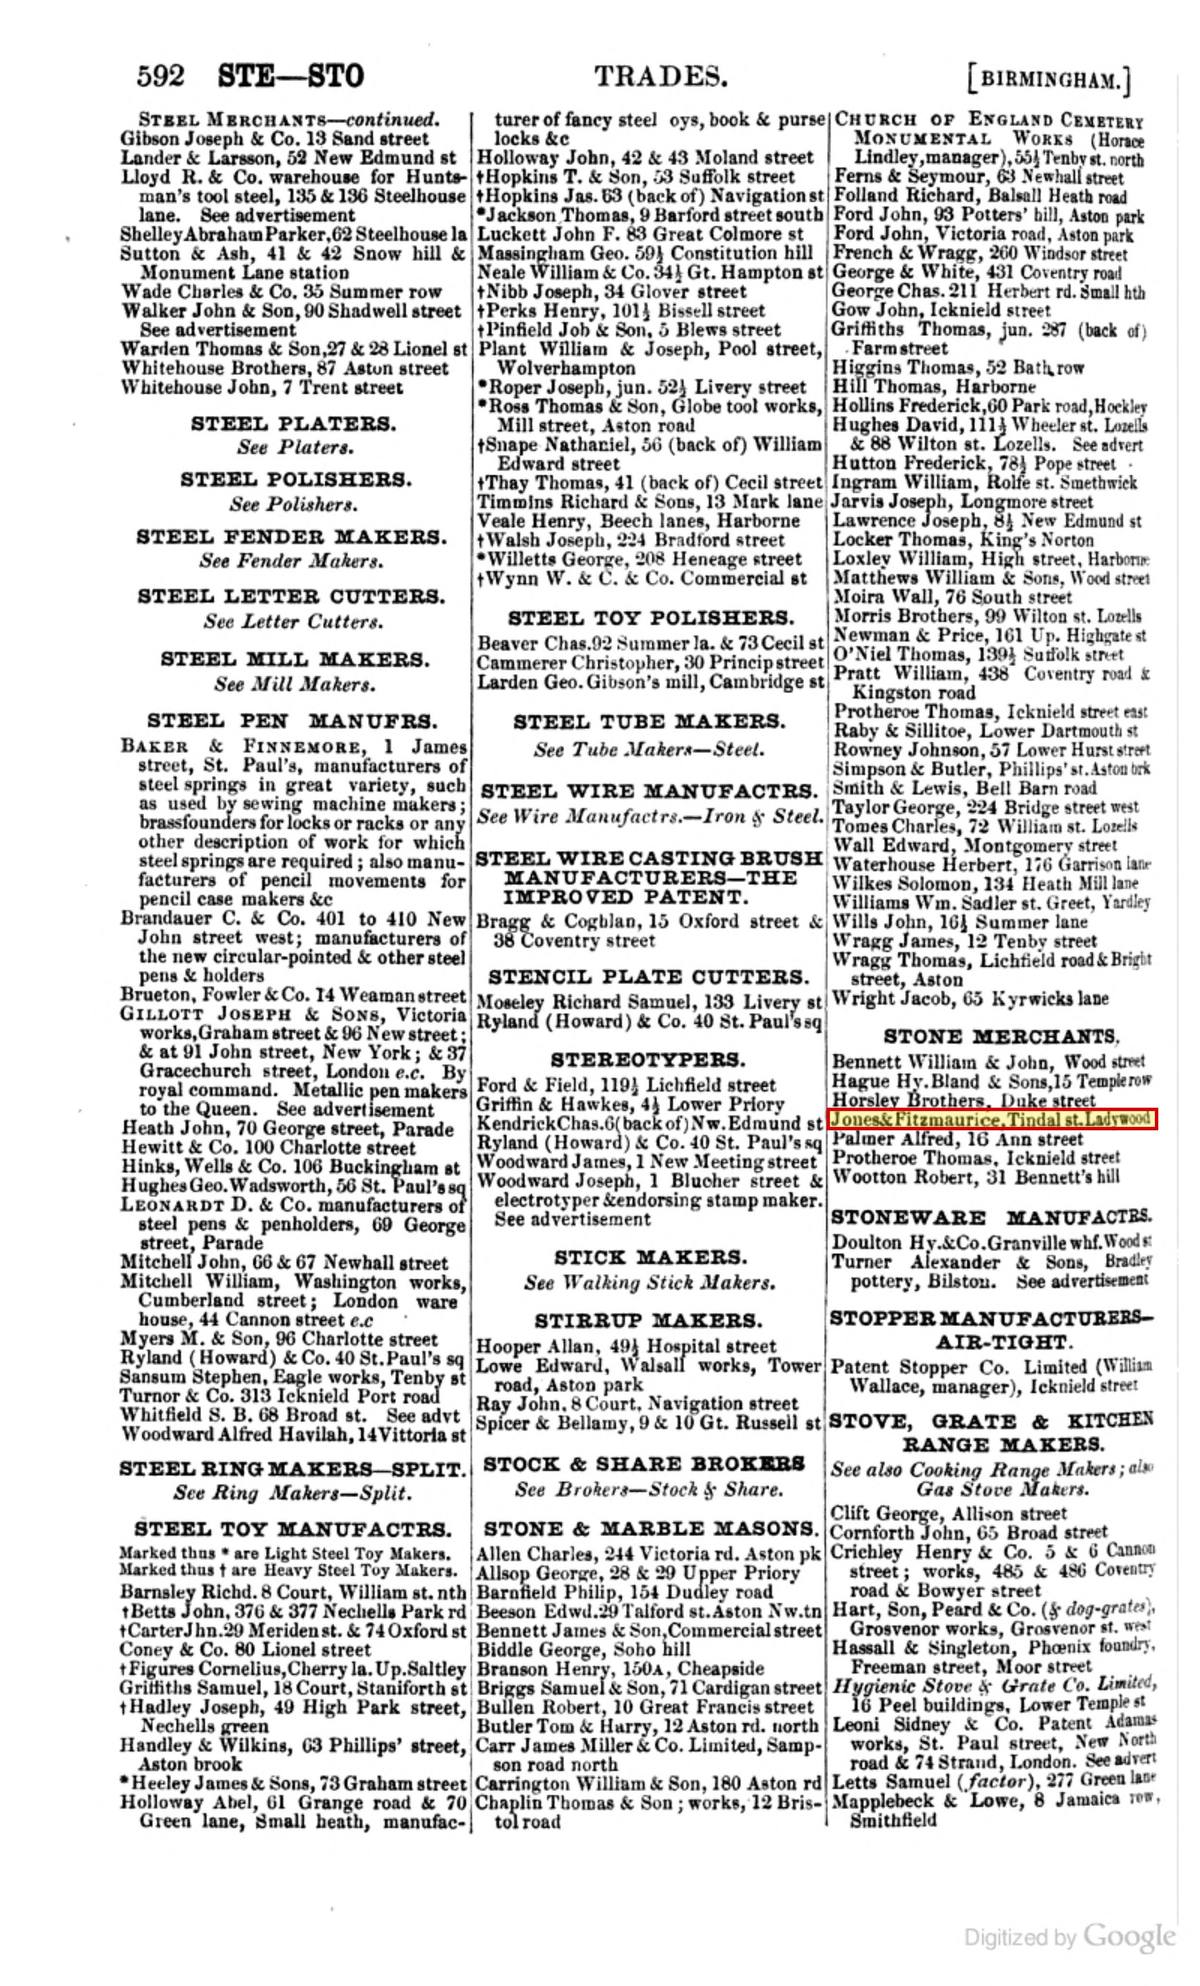 592 STE—STO
TRADES.
[BIRMINGHAM.]
STEEL MERCHANTS—continued.
Gibson Joseph & Co. 13 Sand street
Lander & Larsson, 52 New Edmund st
Lloyd R. & Co. warehouse for Hunts-
man's tool steel, 135 & 136 Steelhouse
lane. See advertisement
Shelley Abraham Parker, 62 Steelhouse la
Sutton & Ash, 41 & 42 Snow hill &
Monument Lane station
Wade Charles & Co. 35 Summer row
Walker John & Son, 90 Shadwell street
See advertisement
Warden Thomas & Son, 27 & 28 Lionel st
Whitehouse Brothers, 87 Aston street
Whitehouse John, 7 Trent street
STEEL PLATERS.
See Platers.
STEEL POLISHERS.
See Polishers.
STEEL FENDER MAKERS.
See Fender Makers.
STEEL LETTER CUTTERS.
See Letter Cutters.
STEEL MILL MAKERS.
See Mill Makers.
STEEL PEN MANUFRS.
BAKER & FINNEMORE, 1 James
street, St. Paul's, manufacturers of
steel springs in great variety, such
as used by sewing machine makers;
brassfounders for locks or racks or any
other description of work for which
steel springs are required; also manu-
facturers of pencil movements for
pencil case makers &c
Brandauer C. & Co. 401 to 410 New
John street west; manufacturers of
the new circular-pointed & other steel
pens & holders
Brueton, Fowler & Co. 14 Weaman street
GILLOTT JOSEPH & SONS, Victoria
works, Graham street & 96 New street;
& at 91 John street, New York; & 37
Gracechurch street, London e.c. By
royal command. Metallic pen makers
to the Queen. See advertisement
Heath John, 70 George street, Parade
Hewitt & Co. 100 Charlotte street
Hinks, Wells & Co. 106 Buckingham st
Hughes Geo. Wadsworth, 56 St. Paul's sq
LEONARDT D. & Co. manufacturers of
steel pens & penholders, 69 George
street, Parade
Mitchell John, 66 & 67 Newhall street
Mitchell William, Washington works,
Cumberland street; London ware
house, 44 Cannon street e.c
Myers M. & Son, 96 Charlotte street
Ryland (Howard) & Co. 40 St. Paul's sq
Sansum Stephen, Eagle works, Tenby st
Turnor & Co. 313 Icknield Port road
Whitfield S. B. 68 Broad st. See advt
Woodward Alfred Havilah, 14 Vittoria st
STEEL RING MAKERS—SPLIT.
See Ring Makers—Split.
STEEL TOY MANUFACTRS.
Marked thus * are Light Steel Toy Makers.
Marked thus † are Heavy Steel Toy Makers.
Barnsley Richd. 8 Court, William st. nth
†Betts John, 376 & 377 Nechells Park rd
†Carter Jhn. 29 Meriden st. & 74 Oxford st
Coney & Co. 80 Lionel street
†Figures Cornelius, Cherry la. Up. Saltley
Griffiths Samuel, 18 Court, Staniforth st
†Hadley Joseph, 49 High Park street,
Nechells green
Handley & Wilkins, 63 Phillips' street,
Aston brook
*Heeley James & Sons, 73 Graham street
Holloway Abel, 61 Grange road & 70
Green lane, Small heath, manufac-
turer of fancy steel oys, book & purse
locks &c
Holloway John, 42 & 43 Moland street
†Hopkins T. & Son, 53 Suffolk street
†Hopkins Jas. 63 (back of) Navigation st
*Jackson Thomas, 9 Barford street south
Luckett John F. 83 Great Colmore st
Massingham Geo. 59½ Constitution hill
Neale William & Co. 34½ Gt. Hampton st
†Nibb Joseph, 34 Glover street
†Perks Henry, 101½ Bissell street
†Pinfield Job & Son, 5 Blews street
Plant William & Joseph, Pool street,
Wolverhampton
*Roper Joseph, jun. 52½ Livery street
*Ross Thomas & Son, Globe tool works,
Mill street, Aston road
†Snape Nathaniel, 56 (back of) William
Edward street
†Thay Thomas, 41 (back of) Cecil street
Timmins Richard & Sons, 13 Mark lane
Veale Henry, Beech lanes, Harborne
†Walsh Joseph, 224 Bradford street
*Willetts George, 208 Heneage street
†Wynn W. & C. & Co. Commercial st
STEEL TOY POLISHERS.
Beaver Chas. 92 Summer la. & 73 Cecil st
Cammerer Christopher, 30 Princip street
Larden Geo. Gibson's mill, Cambridge st
STEEL TUBE MAKERS.
See Tube Makers—Steel.
STEEL WIRE MANUFACTRS.
See Wire Manufactrs.—Iron & Steel.
STEEL WIRE CASTING BRUSH
MANUFACTURERS—THE
IMPROVED PATENT.
Bragg & Coghlan, 15 Oxford street &
38 Coventry street
STENCIL PLATE CUTTERS.
Moseley Richard Samuel, 133 Livery st
Ryland (Howard) & Co. 40 St. Paul's sq
STEREOTYPERS.
Ford & Field, 119½ Lichfield street
Griffin & Hawkes, 4½ Lower Priory
Kendrick Chas. 6 (back of) Nw. Edmund st
Ryland (Howard) & Co. 40 St. Paul's sq
Woodward James, 1 New Meeting street
Woodward Joseph, 1 Blucher street &
electrotyper & endorsing stamp maker.
See advertisement
STICK MAKERS.
See Walking Stick Makers.
STIRRUP MAKERS.
Hooper Allan, 49½ Hospital street
Lowe Edward, Walsall works, Tower
road, Aston park
Ray John, 8 Court, Navigation street
Spicer & Bellamy, 9 & 10 Gt. Russell st
STOCK & SHARE BROKERS
See Brokers—Stock & Share.
STONE & MARBLE MASONS.
Allen Charles, 244 Victoria rd. Aston pk
Allsop George, 28 & 29 Upper Priory
Barnfield Philip, 154 Dudley road
Beeson Edwd. 29 Talford st. Aston Nw.tn
Bennett James & Son, Commercial street
Biddle George, Soho hill
Branson Henry, 150A, Cheapside
Briggs Samuel & Son, 71 Cardigan street
Bullen Robert, 10 Great Francis street
Butler Tom & Harry, 12 Aston rd. north
Carr James Miller & Co. Limited, Samp-
son road north
Carrington William & Son, 180 Aston rd
Chaplin Thomas & Son; works, 12 Bris-
tol road
CHURCH OF ENGLAND CEMETERY
MONUMENTAL WORKS (Horace
Lindley, manager), 55½ Tenby st. north
Ferns & Seymour, 63 Newhall street
Folland Richard, Balsall Heath road
Ford John, 93 Potters' hill, Aston park
Ford John, Victoria road, Aston park
French & Wragg, 260 Windsor street
George & White, 431 Coventry road
George Chas. 211 Herbert rd. Small hth
Gow John, Icknield street
Griffiths Thomas, jun. 287 (back of)
Farm street
Higgins Thomas, 52 Bath row
Hill Thomas, Harborne
Hollins Frederick, 60 Park road, Hockley
Hughes David, 111½ Wheeler st. Lozells
& 88 Wilton st. Lozells. See advert
Hutton Frederick, 78½ Pope street
Ingram William, Rolfe st. Smethwick
Jarvis Joseph, Longmore street
Lawrence Joseph, 8½ New Edmund st
Locker Thomas, King's Norton
Loxley William, High street, Harborne
Matthews William & Sons, Wood street
Moira Wall, 76 South street
Morris Brothers, 99 Wilton st. Lozells
Newman & Price, 161 Up. Highgate st
O'Niel Thomas, 139½ Suffolk street
Pratt William, 438 Coventry road &
Kingston road
Protheroe Thomas, Icknield street east
Raby & Sillitoe, Lower Dartmouth st
Rowney Johnson, 57 Lower Hurst street
Simpson & Butler, Phillips' st. Aston brk
Smith & Lewis, Bell Barn road
Taylor George, 224 Bridge street west
Tomes Charles, 72 William st. Lozells
Wall Edward, Montgomery street
Waterhouse Herbert, 176 Garrison lane
Wilkes Solomon, 134 Heath Mill lane
Williams Wm. Sadler st. Greet, Yardley
Wills John, 16½ Summer lane
Wragg James, 12 Tenby street
Wragg Thomas, Lichfield road & Bright
street, Aston
Wright Jacob, 65 Kyrwicks lane
STONE MERCHANTS.
Bennett William & John, Wood street
Hague Hy. Bland & Sons, 15 Temple row
Horsley Brothers, Duke street
Jones & Fitzmaurice, Tindal st. Ladywood
Palmer Alfred, 16 Ann street
Protheroe Thomas, Icknield street
Wootton Robert, 31 Bennett's hill
STONEWARE MANUFACTRS.
Doulton Hy. & Co. Granville whf. Wood st
Turner Alexander & Sons, Bradley
pottery, Bilston. See advertisement
STOPPER MANUFACTURERS—
AIR-TIGHT.
Patent Stopper Co. Limited (William
Wallace, manager), Icknield street
STOVE, GRATE & KITCHEN
RANGE MAKERS.
See also Cooking Range Makers; also
Gas Stove Makers.
Clift George, Allison street
Cornforth John, 65 Broad street
Crichley Henry & Co. 5 & 6 Cannon
street; works, 485 & 486 Coventry
road & Bowyer street
Hart, Son, Peard & Co. (& dog-grates),
Grosvenor works, Grosvenor st. west
Hassall & Singleton, Phœnix foundry,
Freeman street, Moor street
Hygienic Stove & Grate Co. Limited,
16 Peel buildings, Lower Temple st
Leoni Sidney & Co. Patent Adamas
works, St. Paul street, New North
road & 74 Strand, London. See advert
Letts Samuel (factor), 277 Green lane
Mapplebeck & Lowe, 8 Jamaica row,
Smithfield
Digitized by Google